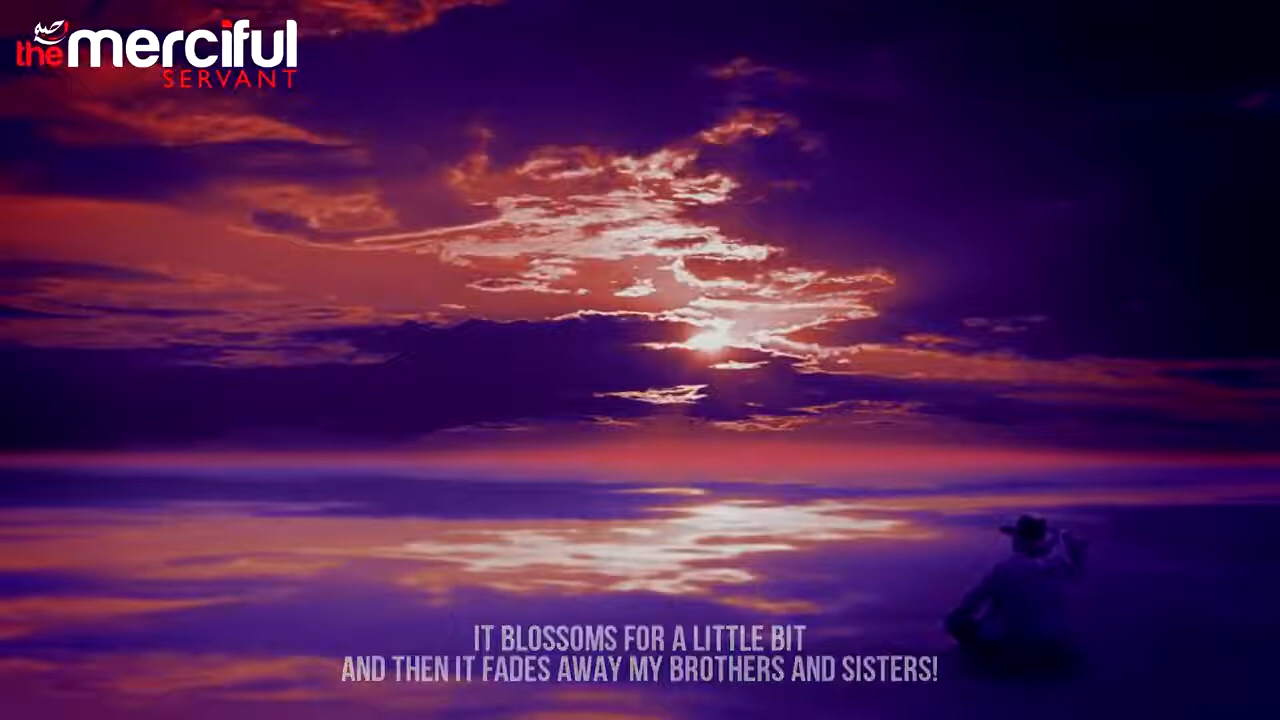 the merciful
SERVANT
IT BLOSSOMS FOR A LITTLE BIT
AND THEN IT FADES AWAY MY BROTHERS AND SISTERS!